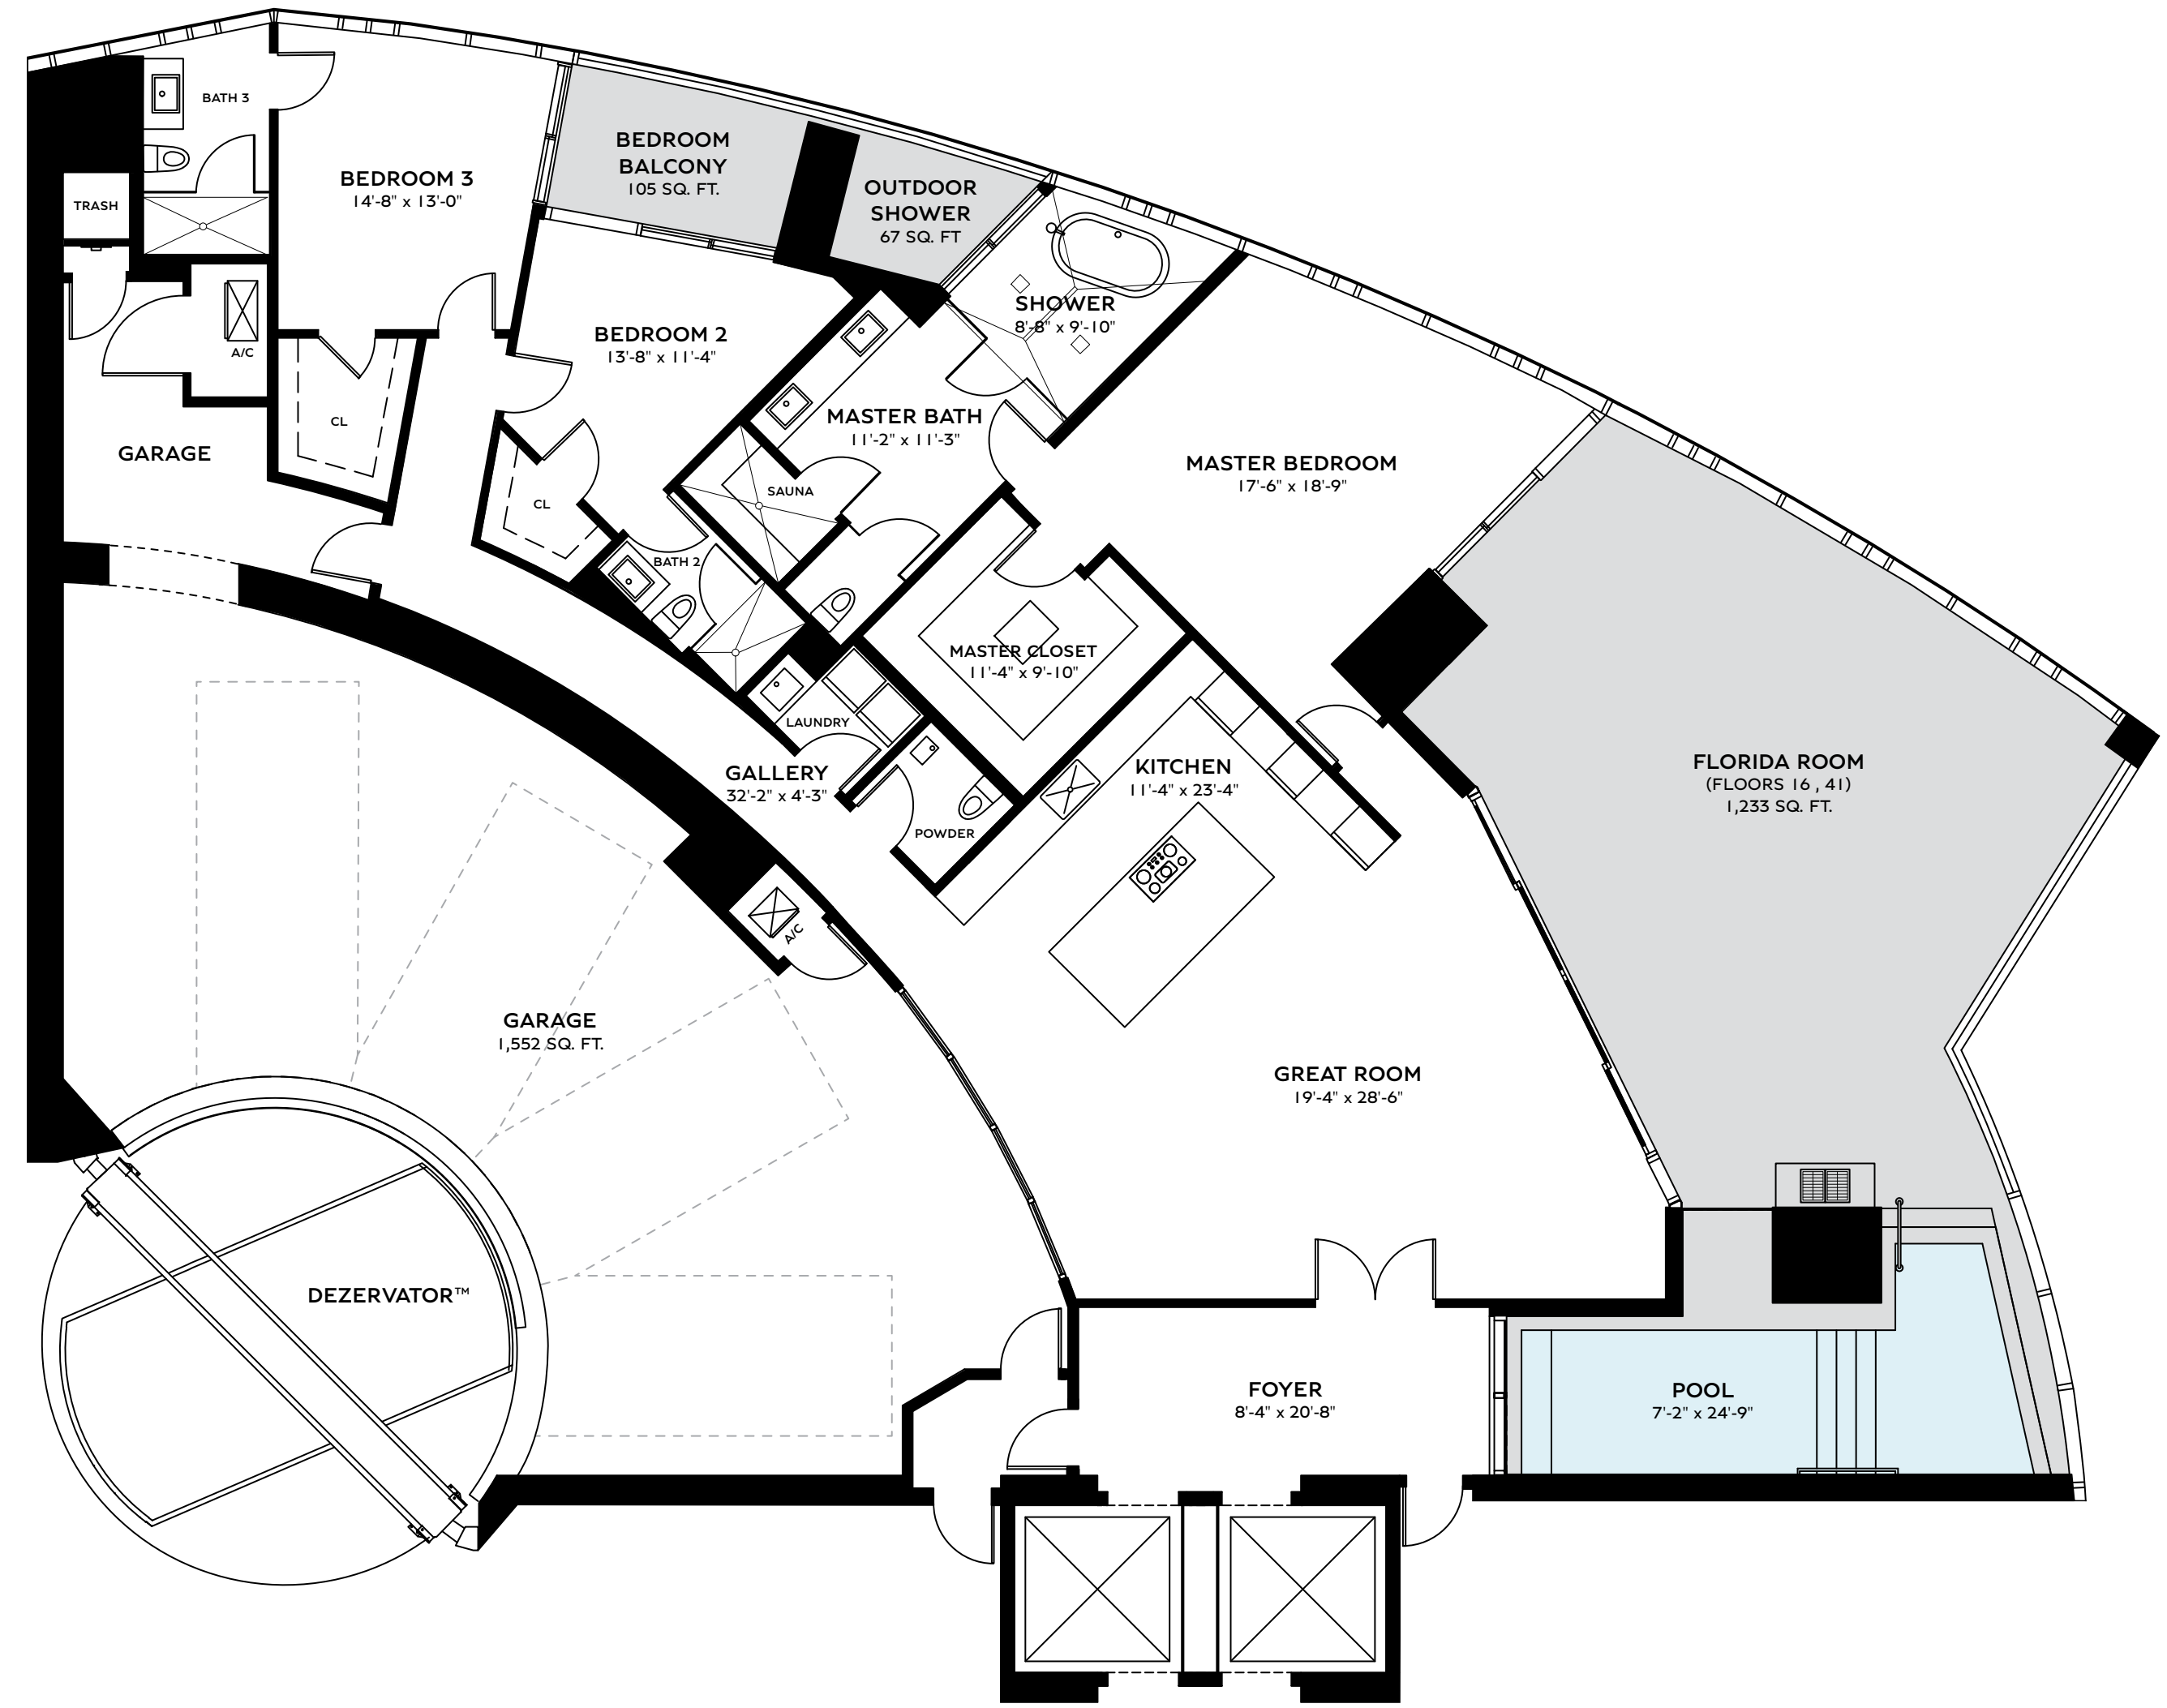 BATH 3
BEDROOM 3
14'-8" x 13'-0"
BEDROOM
BALCONY
105 SQ. FT.
OUTDOOR
SHOWER
67 SQ. FT
TRASH
SHOWER
8'-8" x 9'-10"
A/C
BEDROOM 2
13'-8" x 11'-4"
CL
GARAGE
MASTER BATH
11'-2" x 11'-3"
MASTER BEDROOM
17'-6" x 18'-9"
SAUNA
CL
BATH 2
MASTER CLOSET
11'-4" x 9'-10"
LAUNDRY
GALLERY
32'-2" x 4'-3"
KITCHEN
11'-4" x 23'-4"
FLORIDA ROOM
(FLOORS 16 , 41)
1,233 SQ. FT.
POWDER
A/C
GARAGE
1,552 SQ. FT.
GREAT ROOM
19'-4" x 28'-6"
DEZERVATOR™
FOYER
8'-4" x 20'-8"
POOL
7'-2" x 24'-9"